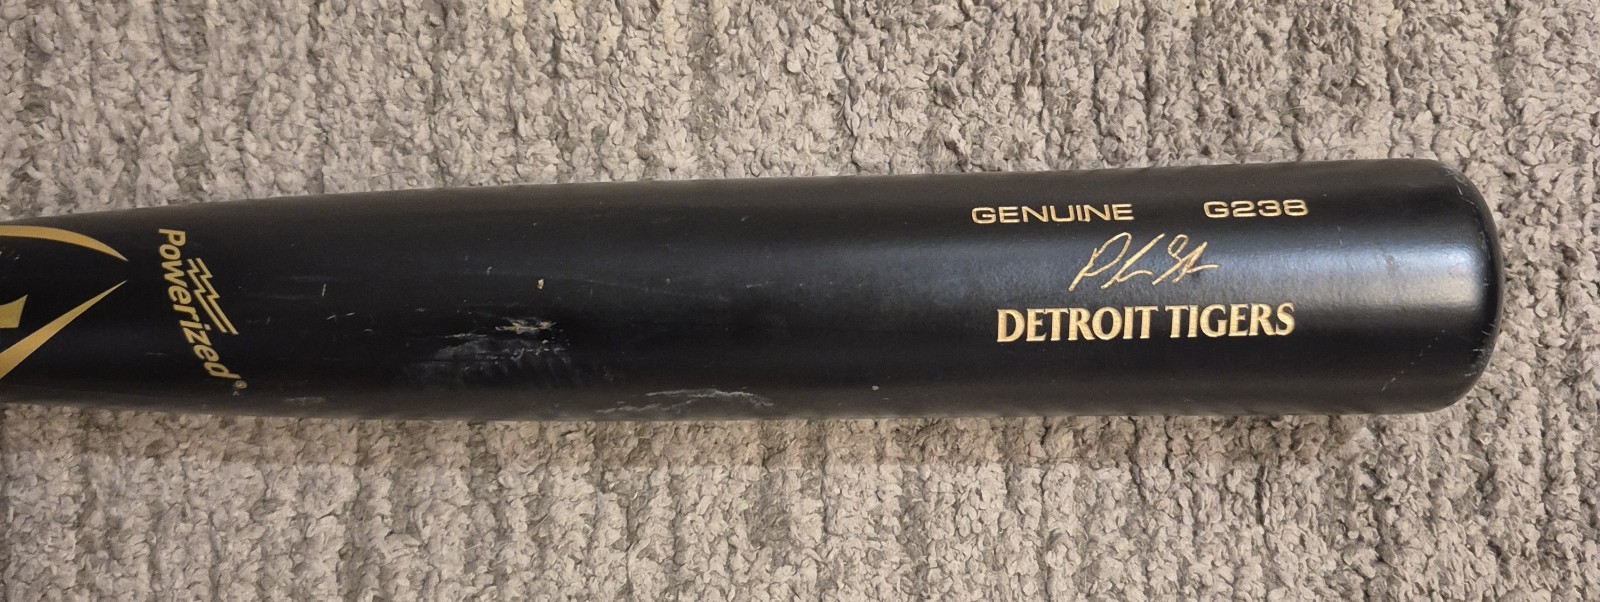 Powerized®
GENUINE G238
DETROIT TIGERS